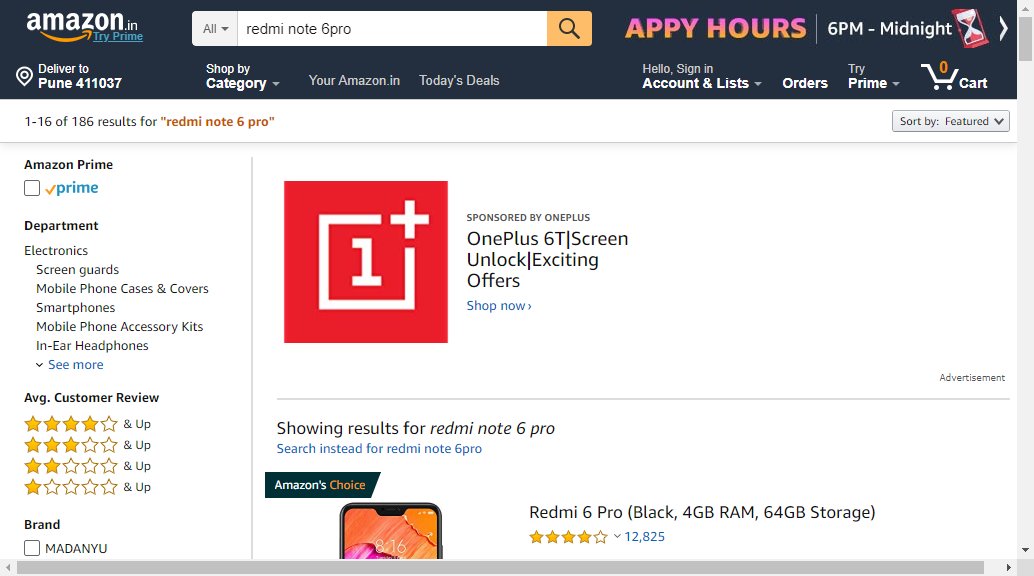 amazon.in
Try Prime
All
redmi note 6pro
APPY HOURS
6PM - Midnight
Deliver to
Pune 411037
Shop by
Category
Your Amazon.in
Today's Deals
Hello, Sign in
Account & Lists
Orders
Try
Prime
0
Cart
1-16 of 186 results for "redmi note 6 pro"
Sort by: Featured
Amazon Prime
prime
Department
Electronics
Screen guards
Mobile Phone Cases & Covers
Smartphones
Mobile Phone Accessory Kits
In-Ear Headphones
See more
Avg. Customer Review
& Up
& Up
& Up
& Up
Brand
MADANYU
1+
SPONSORED BY ONEPLUS
OnePlus 6T|Screen
Unlock|Exciting
Offers
Shop now ›
Advertisement
Showing results for redmi note 6 pro
Search instead for redmi note 6pro
Amazon's Choice
8:16
Redmi 6 Pro (Black, 4GB RAM, 64GB Storage)
12,825